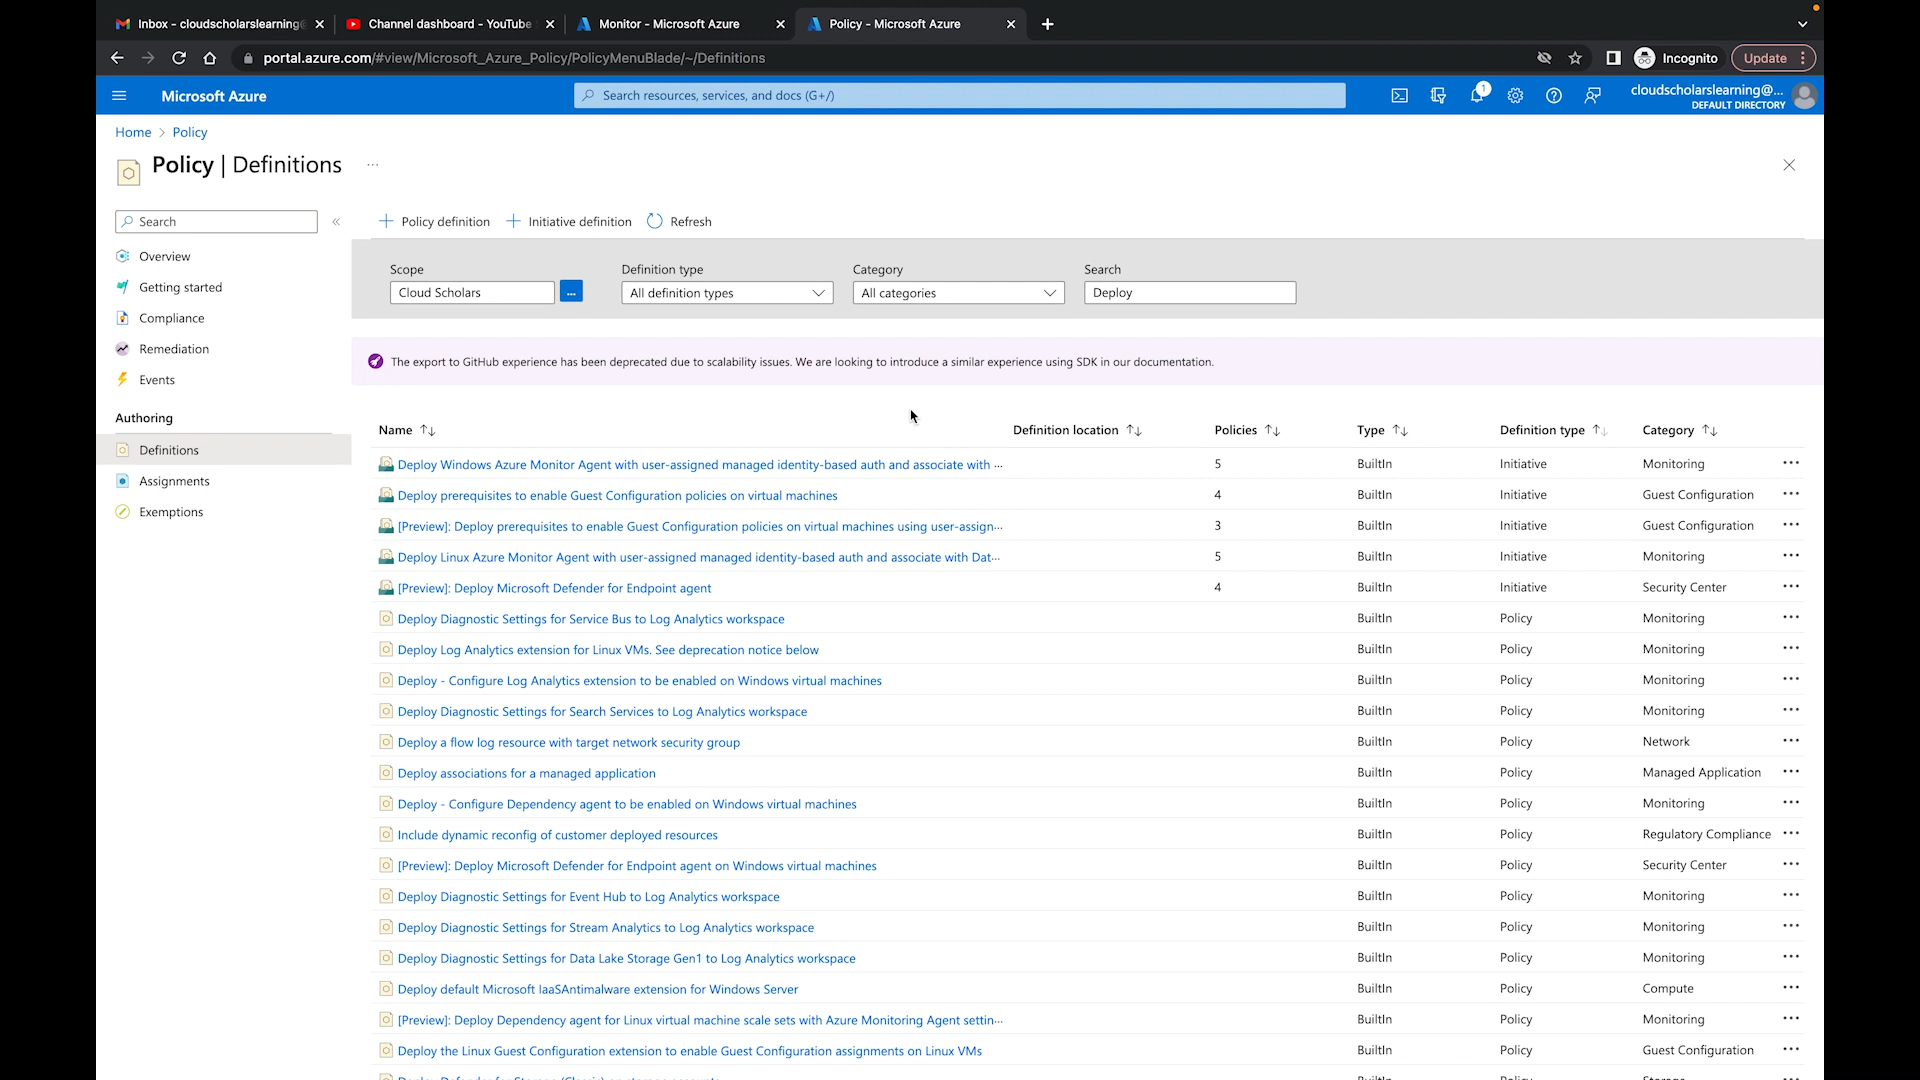 Inbox - cloudscholarslearning@
Channel dashboard - YouTube
Monitor - Microsoft Azure
Policy - Microsoft Azure
portal.azure.com/#view/Microsoft_Azure_Policy/PolicyMenuBlade/~/Definitions
Incognito
Update
Microsoft Azure
Search resources, services, and docs (G+/)
1
cloudscholarslearning@...
DEFAULT DIRECTORY
Home > Policy
Policy | Definitions ...
Search
«
+ Policy definition
+ Initiative definition
Refresh
Overview
Getting started
Compliance
Remediation
Events
Authoring
Definitions
Assignments
Exemptions
Scope
Cloud Scholars
...
Definition type
All definition types
Category
All categories
Search
Deploy
The export to GitHub experience has been deprecated due to scalability issues. We are looking to introduce a similar experience using SDK in our documentation.
Name Definition location Policies Type Definition type Category
Deploy Windows Azure Monitor Agent with user-assigned managed identity-based auth and associate with ... 5 BuiltIn Initiative Monitoring ...
Deploy prerequisites to enable Guest Configuration policies on virtual machines 4 BuiltIn Initiative Guest Configuration ...
[Preview]: Deploy prerequisites to enable Guest Configuration policies on virtual machines using user-assign... 3 BuiltIn Initiative Guest Configuration ...
Deploy Linux Azure Monitor Agent with user-assigned managed identity-based auth and associate with Dat... 5 BuiltIn Initiative Monitoring ...
[Preview]: Deploy Microsoft Defender for Endpoint agent 4 BuiltIn Initiative Security Center ...
Deploy Diagnostic Settings for Service Bus to Log Analytics workspace BuiltIn Policy Monitoring ...
Deploy Log Analytics extension for Linux VMs. See deprecation notice below BuiltIn Policy Monitoring ...
Deploy - Configure Log Analytics extension to be enabled on Windows virtual machines BuiltIn Policy Monitoring ...
Deploy Diagnostic Settings for Search Services to Log Analytics workspace BuiltIn Policy Monitoring ...
Deploy a flow log resource with target network security group BuiltIn Policy Network ...
Deploy associations for a managed application BuiltIn Policy Managed Application ...
Deploy - Configure Dependency agent to be enabled on Windows virtual machines BuiltIn Policy Monitoring ...
Include dynamic reconfig of customer deployed resources BuiltIn Policy Regulatory Compliance ...
[Preview]: Deploy Microsoft Defender for Endpoint agent on Windows virtual machines BuiltIn Policy Security Center ...
Deploy Diagnostic Settings for Event Hub to Log Analytics workspace BuiltIn Policy Monitoring ...
Deploy Diagnostic Settings for Stream Analytics to Log Analytics workspace BuiltIn Policy Monitoring ...
Deploy Diagnostic Settings for Data Lake Storage Gen1 to Log Analytics workspace BuiltIn Policy Monitoring ...
Deploy default Microsoft IaaSAntimalware extension for Windows Server BuiltIn Policy Compute ...
[Preview]: Deploy Dependency agent for Linux virtual machine scale sets with Azure Monitoring Agent settin... BuiltIn Policy Monitoring ...
Deploy the Linux Guest Configuration extension to enable Guest Configuration assignments on Linux VMs BuiltIn Policy Guest Configuration ...